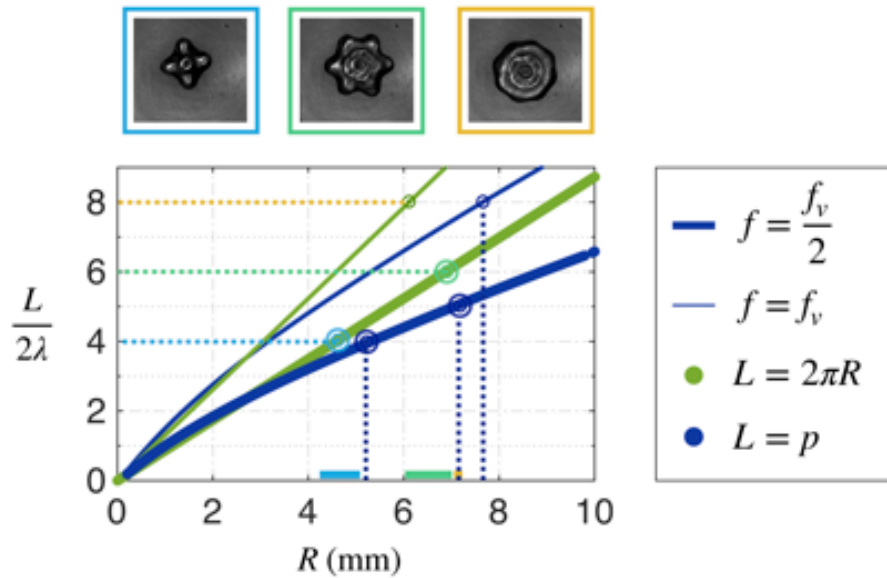 8
6
4
2
0
0 2 4 6 8 10
L/2λ
R (mm)
f = f_v/2
f = f_v
L = 2πR
L = p